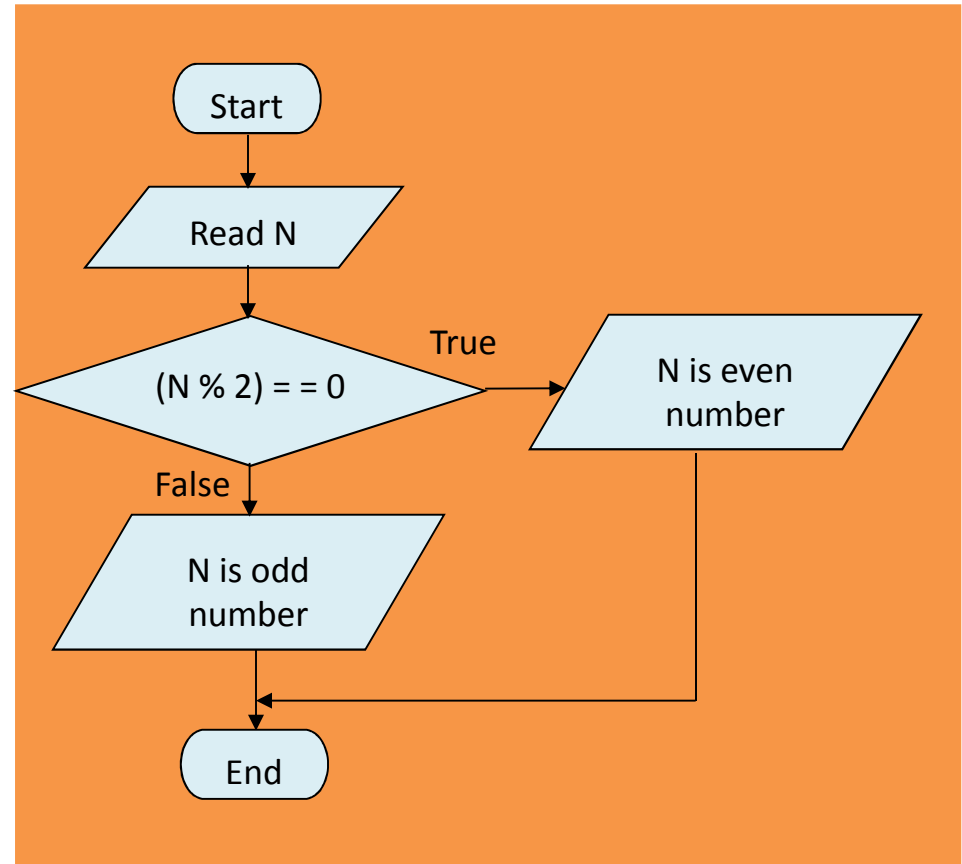 Start
Read N
(N % 2) = = 0
True
N is even
number
False
N is odd
number
End